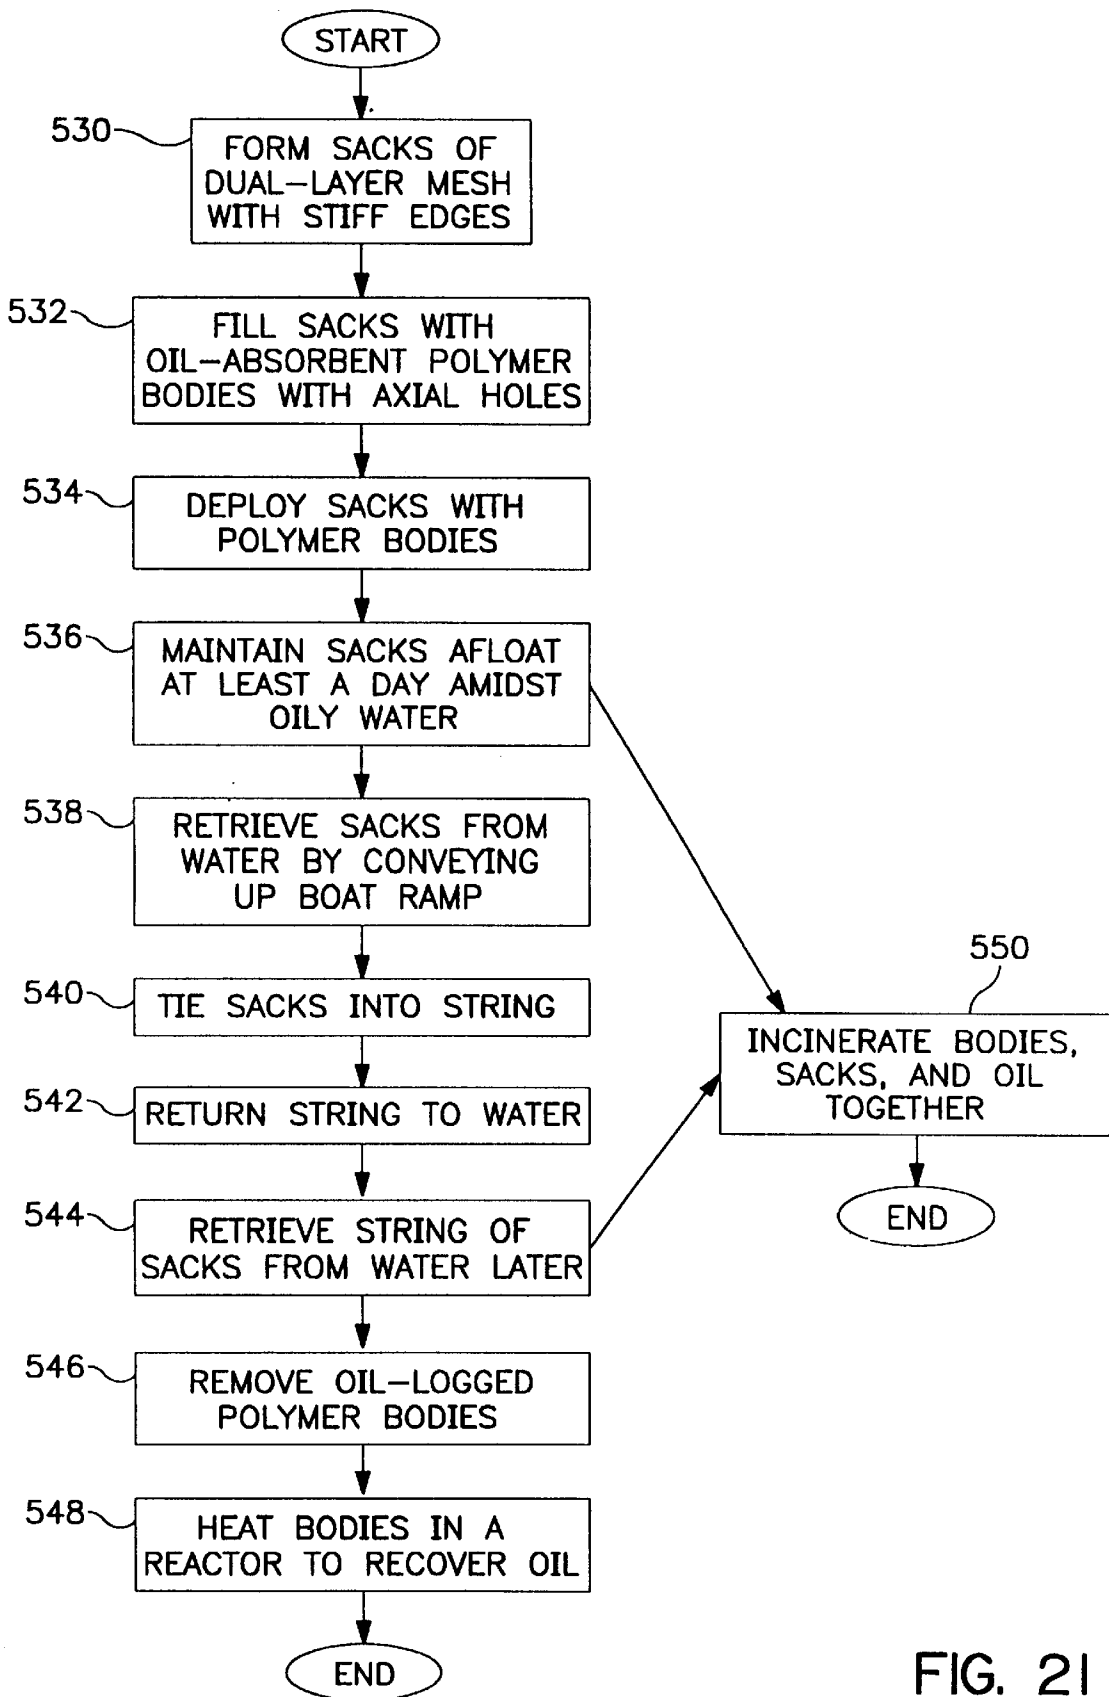 START
530
FORM SACKS OF
DUAL-LAYER MESH
WITH STIFF EDGES
532
FILL SACKS WITH
OIL-ABSORBENT POLYMER
BODIES WITH AXIAL HOLES
534
DEPLOY SACKS WITH
POLYMER BODIES
536
MAINTAIN SACKS AFLOAT
AT LEAST A DAY AMIDST
OILY WATER
538
RETRIEVE SACKS FROM
WATER BY CONVEYING
UP BOAT RAMP
540
TIE SACKS INTO STRING
542
RETURN STRING TO WATER
544
RETRIEVE STRING OF
SACKS FROM WATER LATER
546
REMOVE OIL-LOGGED
POLYMER BODIES
548
HEAT BODIES IN A
REACTOR TO RECOVER OIL
END
550
INCINERATE BODIES,
SACKS, AND OIL
TOGETHER
END
FIG. 21